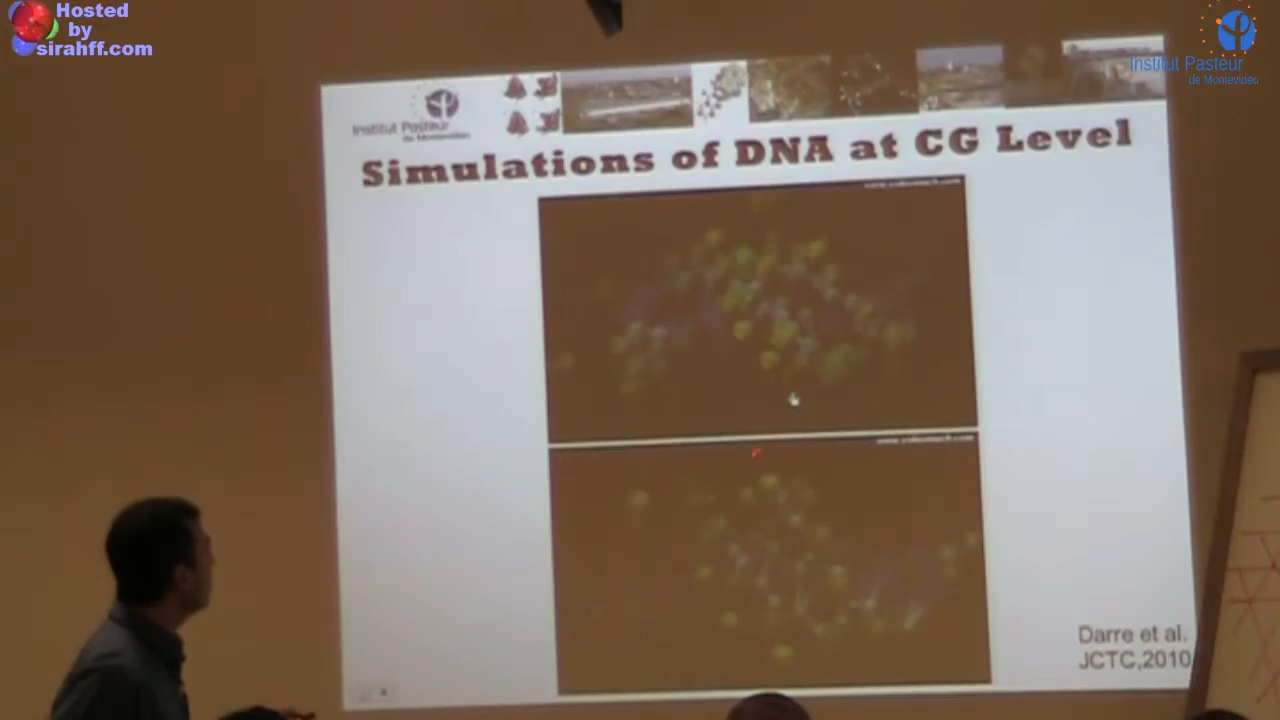 Hosted
by
sirahff.com
Institut Pasteur
de Montevideo
Institut Pasteur
de Montevideo
Simulations of DNA at CG Level
Darre et al.
JCTC,2010